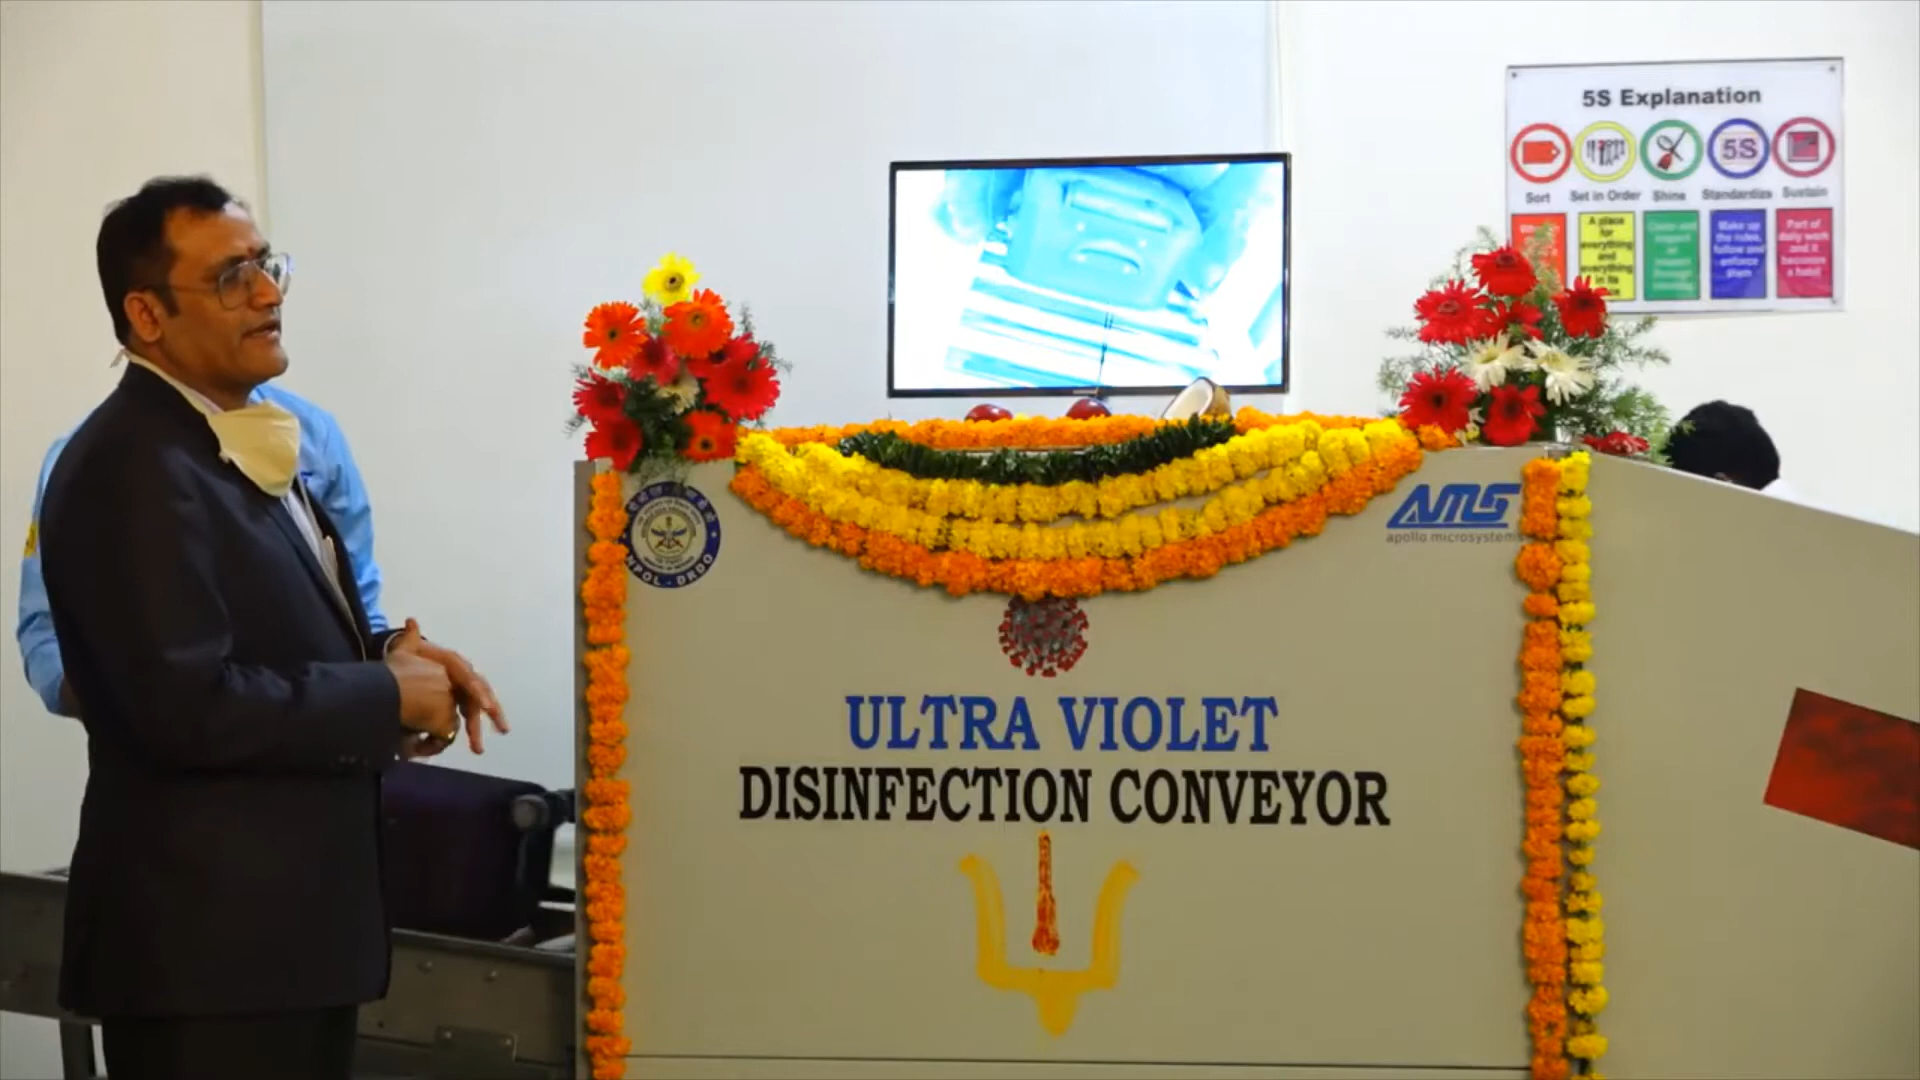 5S Explanation
Sort Set in Order Shine Standardize Sustain
A place
for
everything
and
everything
in its
place
Make up
the rules,
follow and
enforce
them
Part of
daily work
and it
becomes
a habit
NPOL - DRDO
AMS
apollo microsystems
ULTRA VIOLET
DISINFECTION CONVEYOR